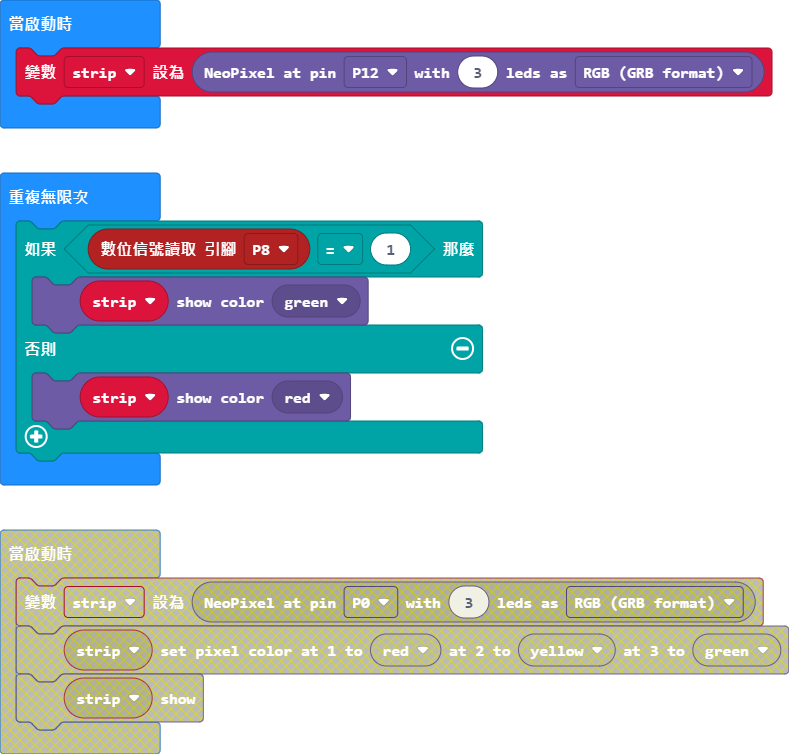 當啟動時
變數 strip 設為 NeoPixel at pin P12 with 3 leds as RGB (GRB format)
重複無限次
如果 數位信號讀取 引腳 P8 = 1 那麼
strip show color green
否則
strip show color red
當啟動時
變數 strip 設為 NeoPixel at pin P0 with 3 leds as RGB (GRB format)
strip set pixel color at 1 to red at 2 to yellow at 3 to green
strip show